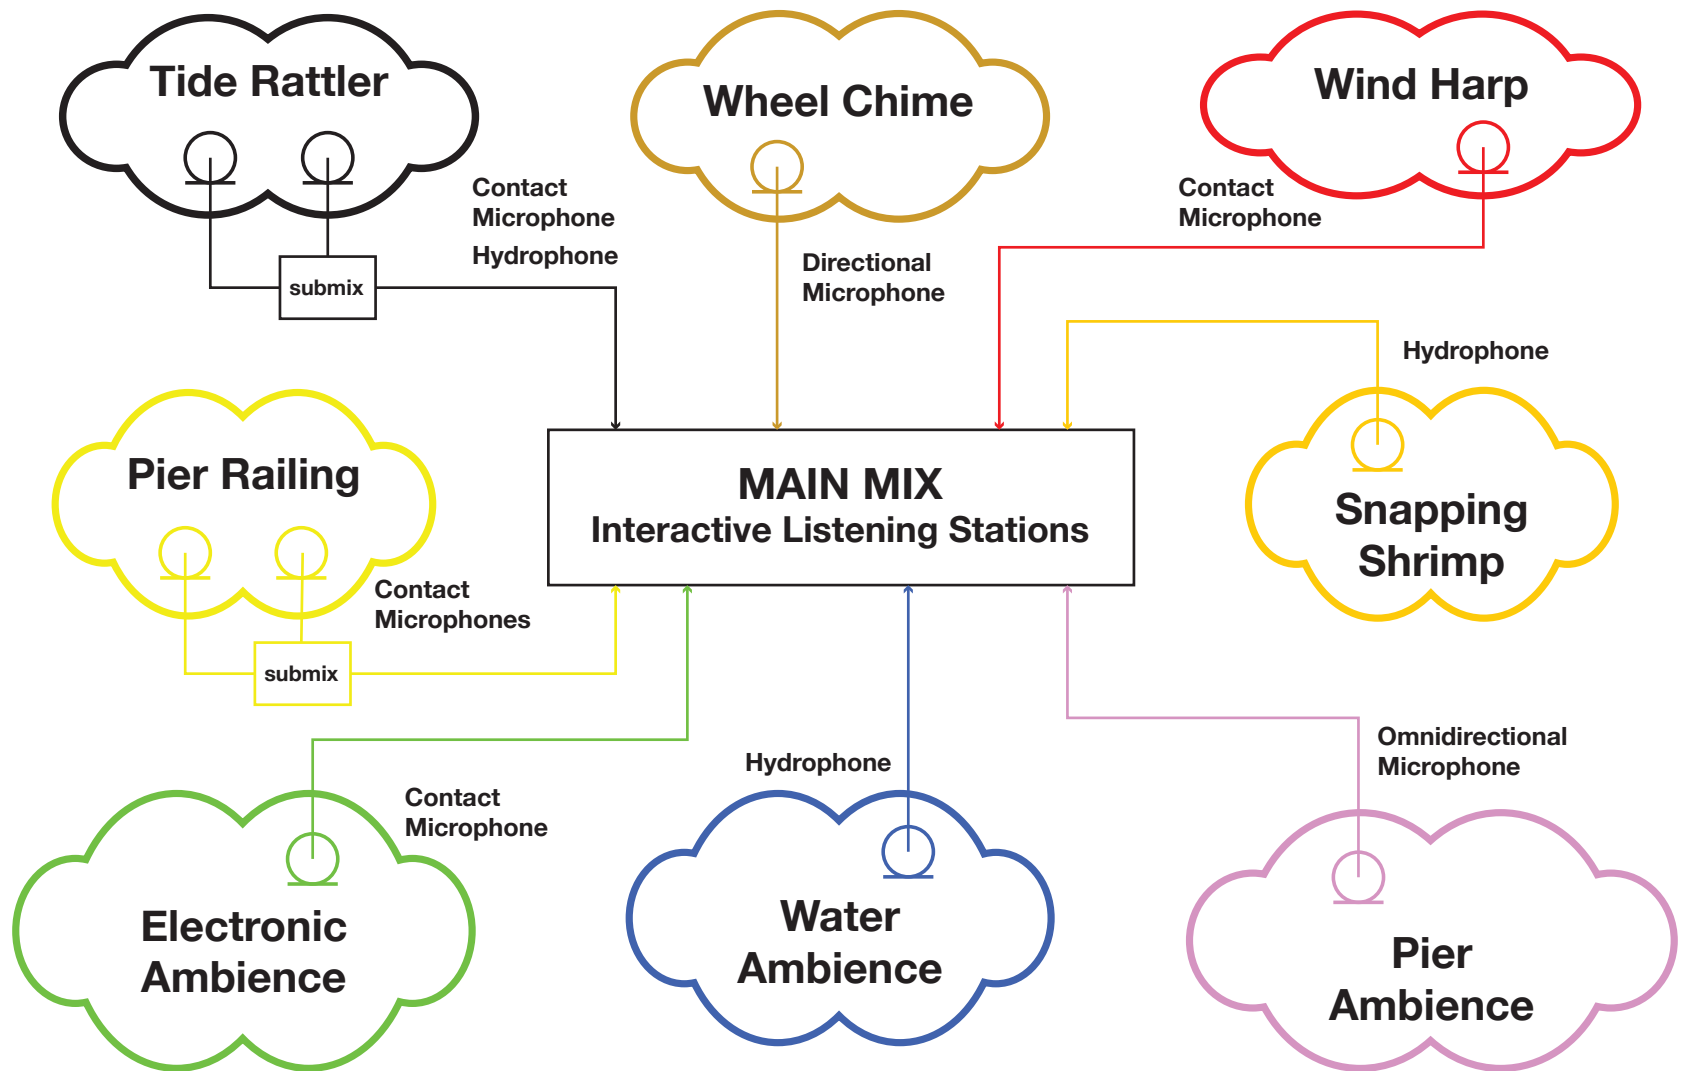 Tide Rattler
Wheel Chime
Wind Harp
Contact
Microphone
Hydrophone
submix
Directional
Microphone
Contact
Microphone
Hydrophone
Pier Railing
Contact
Microphones
submix
MAIN MIX
Interactive Listening Stations
Snapping
Shrimp
Contact
Microphone
Electronic
Ambience
Hydrophone
Water
Ambience
Omnidirectional
Microphone
Pier
Ambience